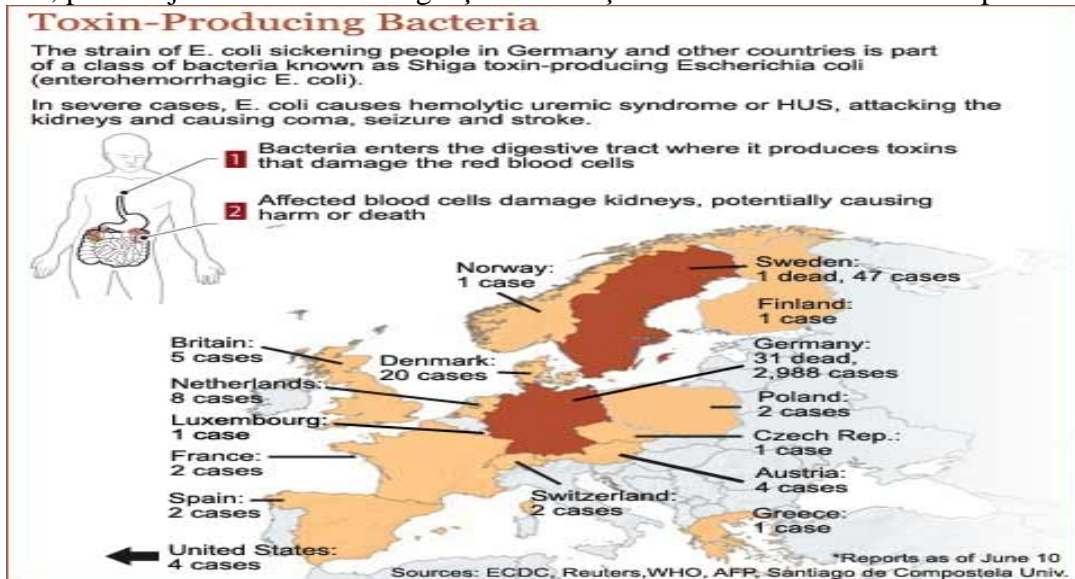 Toxin-Producing Bacteria
The strain of E. coli sickening people in Germany and other countries is part
of a class of bacteria known as Shiga toxin-producing Escherichia coli
(enterohemorrhagic E. coli).
In severe cases, E. coli causes hemolytic uremic syndrome or HUS, attacking the
kidneys and causing coma, seizure and stroke.
1 Bacteria enters the digestive tract where it produces toxins
that damage the red blood cells
2 Affected blood cells damage kidneys, potentially causing
harm or death
Norway:
1 case
Sweden:
1 dead, 47 cases
Finland:
1 case
Britain:
5 cases
Denmark:
20 cases
Germany:
31 dead,
2,988 cases
Netherlands:
8 cases
Poland:
2 cases
Luxembourg:
1 case
Czech Rep.:
1 case
France:
2 cases
Austria:
4 cases
Spain:
2 cases
Switzerland:
2 cases
Greece:
1 case
United States:
4 cases
*Reports as of June 10
Sources: ECDC, Reuters,WHO, AFP, Santiago de Compostela Univ.